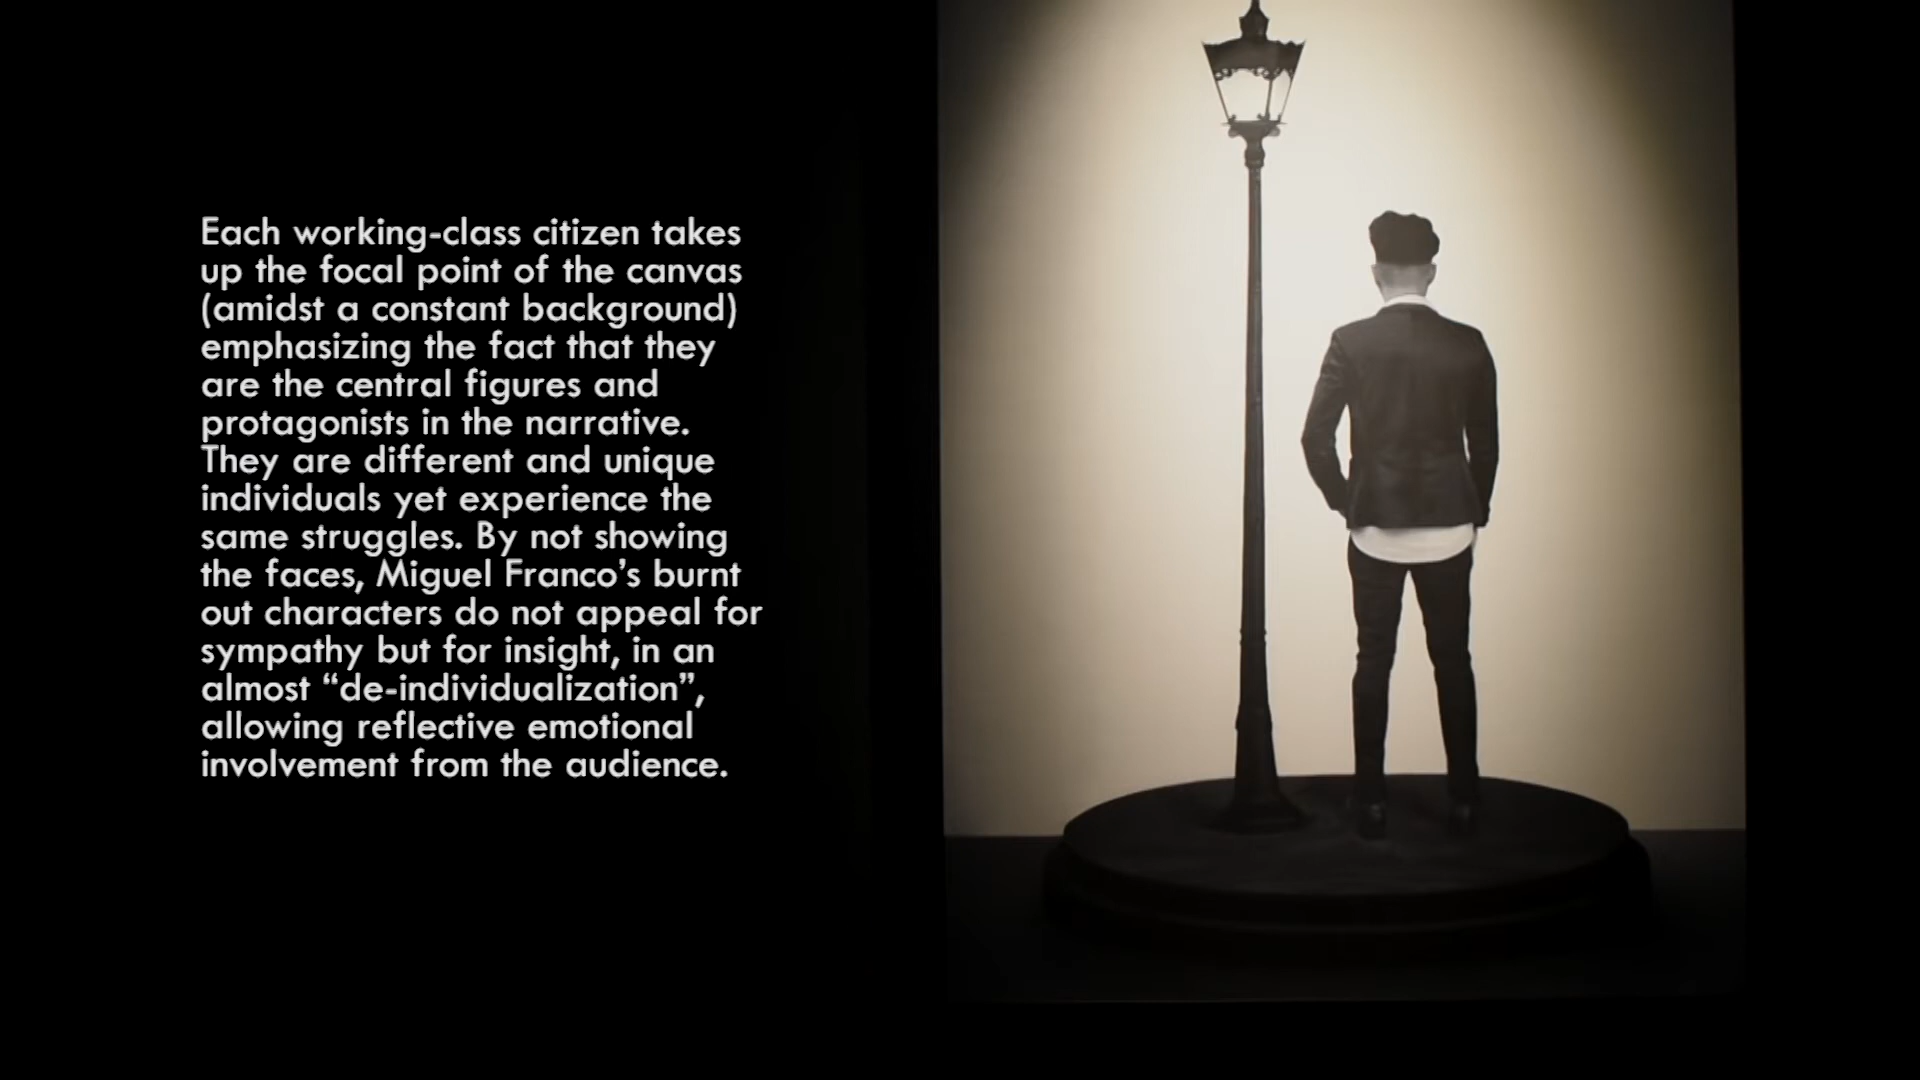 Each working-class citizen takes
up the focal point of the canvas
(amidst a constant background)
emphasizing the fact that they
are the central figures and
protagonists in the narrative.
They are different and unique
individuals yet experience the
same struggles. By not showing
the faces, Miguel Franco’s burnt
out characters do not appeal for
sympathy but for insight, in an
almost “de-individualization”,
allowing reflective emotional
involvement from the audience.